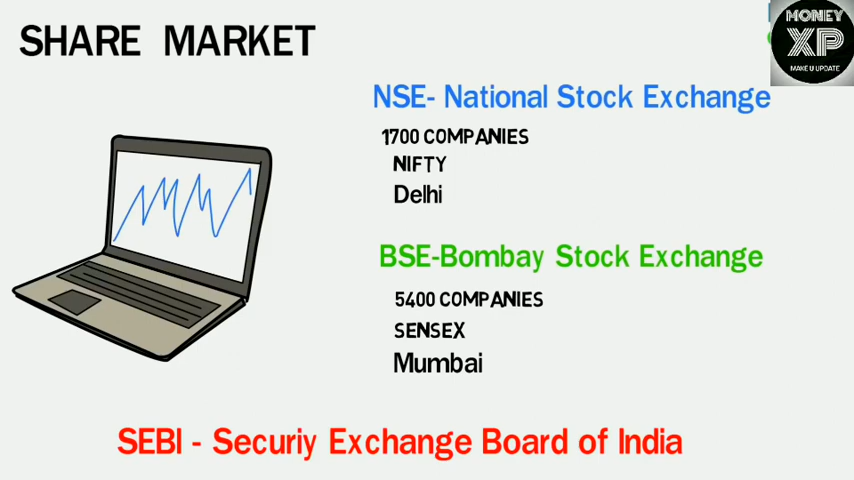 SHARE MARKET
MONEY
XP
MAKE U UPDATE
NSE- National Stock Exchange
1700 COMPANIES
NIFTY
Delhi
BSE-Bombay Stock Exchange
5400 COMPANIES
SENSEX
Mumbai
SEBI - Securiy Exchange Board of India